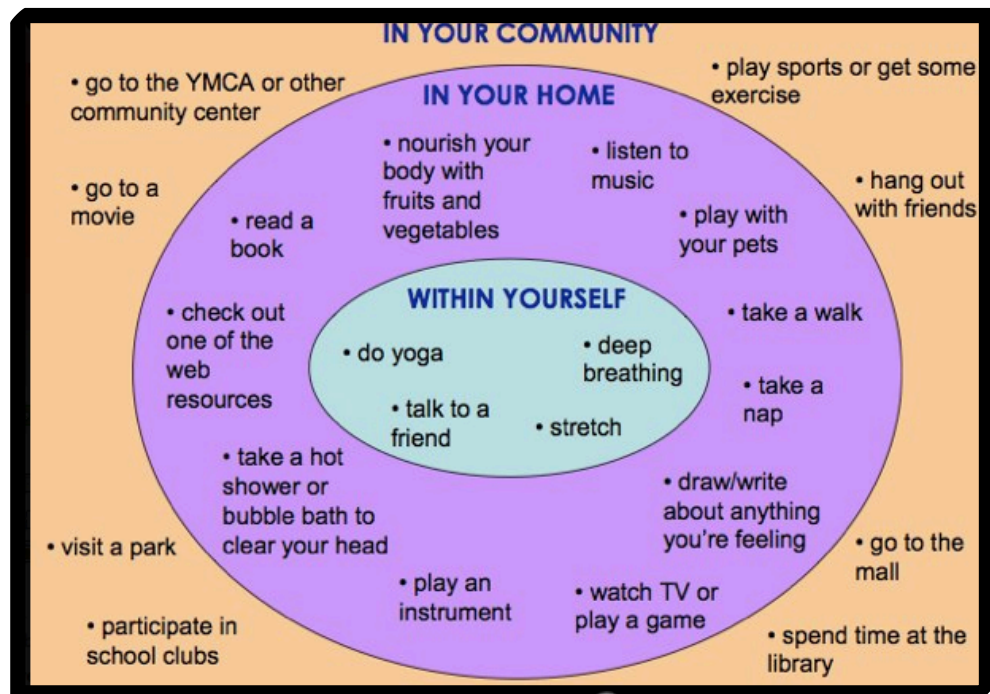 IN YOUR COMMUNITY
• go to the YMCA or other
community center
• play sports or get some
exercise
• go to a
movie
• hang out
with friends
IN YOUR HOME
• nourish your
body with
fruits and
vegetables
• listen to
music
• read a
book
• play with
your pets
• check out
one of the
web
resources
• take a walk
• take a
nap
WITHIN YOURSELF
• do yoga
• deep
breathing
• talk to a
friend
• stretch
• take a hot
shower or
bubble bath to
clear your head
• draw/write
about anything
you're feeling
• play an
instrument
• watch TV or
play a game
• visit a park
• go to the
mall
• participate in
school clubs
• spend time at the
library